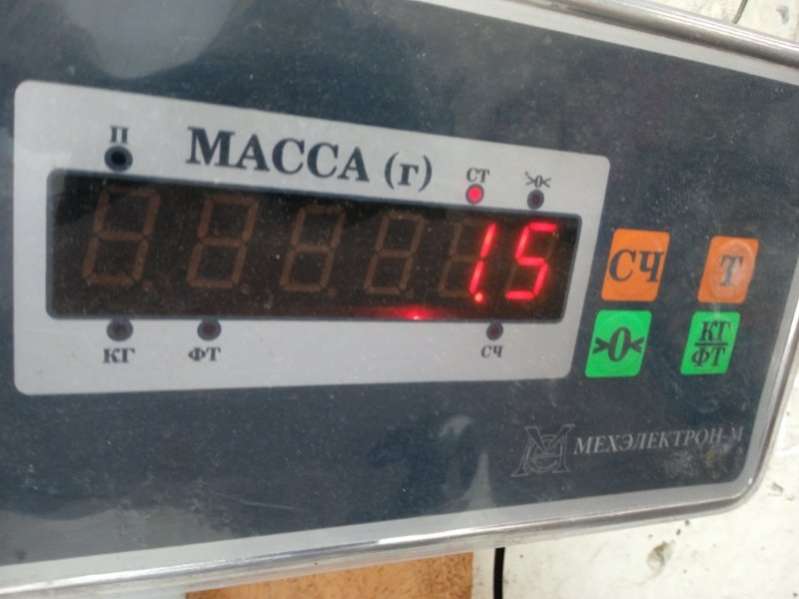 П
МАССА (г)
СТ
>0<
1.5
КГ
ФТ
СЧ
СЧ
Т
>0<
КГ
ФТ
МЕХЭЛЕКТРОН-М